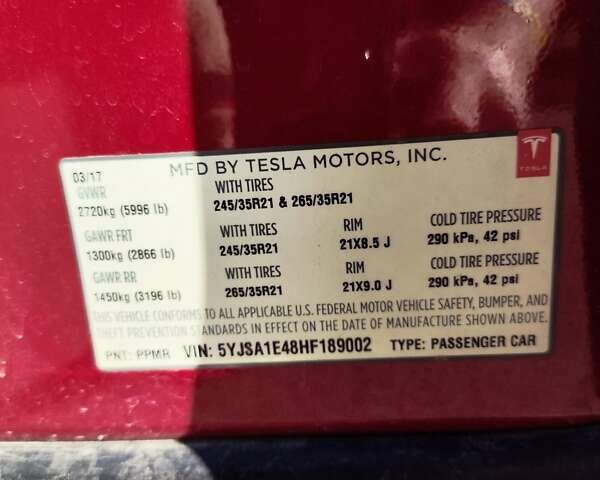 MFD BY TESLA MOTORS, INC.
TESLA
03/17
GVWR
2720kg (5996 lb)
WITH TIRES
245/35R21 & 265/35R21
GAWR FRT
1300kg (2866 lb)
WITH TIRES
245/35R21
RIM
21X8.5 J
COLD TIRE PRESSURE
290 kPs, 42 psi
GAWR RR
1450kg (3196 lb)
WITH TIRES
265/35R21
RIM
21X9.0 J
COLD TIRE PRESSURE
290 kPs, 42 psi
THIS VEHICLE CONFORMS TO ALL APPLICABLE U.S. FEDERAL MOTOR VEHICLE SAFETY, BUMPER, AND
THEFT PREVENTION STANDARDS IN EFFECT ON THE DATE OF MANUFACTURE SHOWN ABOVE.
PNT: PPMR VIN: 5YJSA1E48HF189002 TYPE: PASSENGER CAR